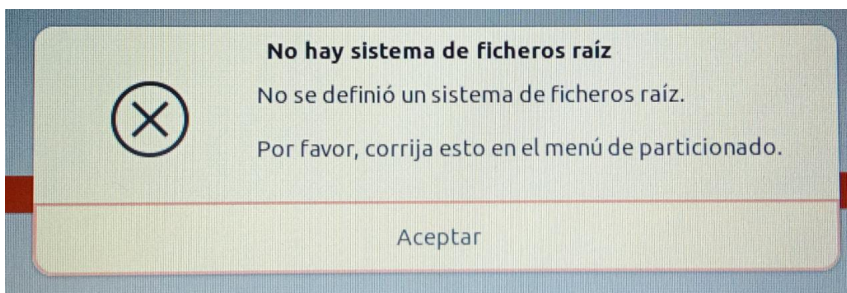 No hay sistema de ficheros raíz
No se definió un sistema de ficheros raíz.
Por favor, corrija esto en el menú de particionado.
Aceptar